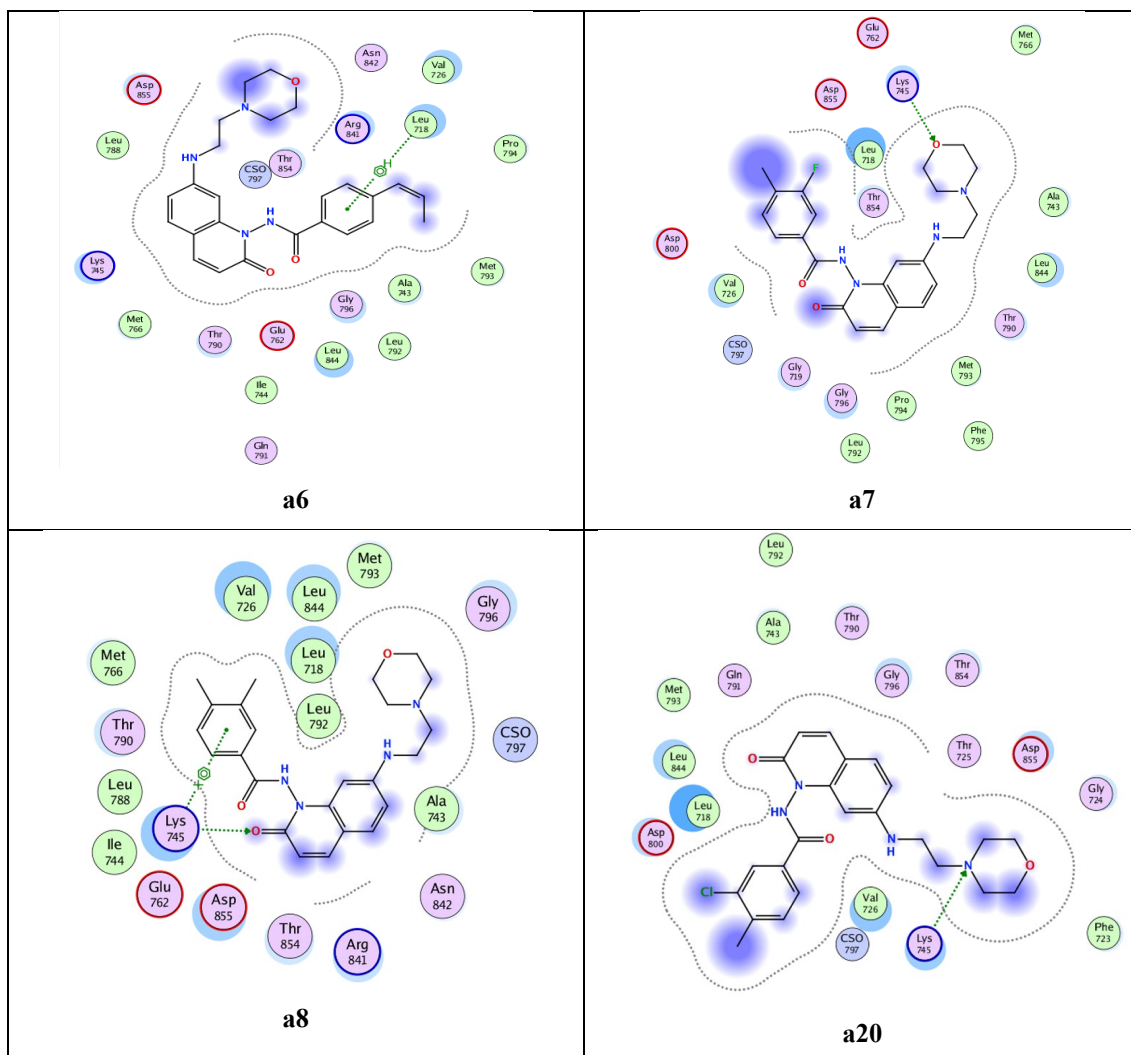 Asn
842
Val
726
Asp
855
O
N
Arg
841
Leu
718
Leu
788
Pro
794
H
HN
CSO
797
Thr
854
H
N
NH
O
O
Lys
745
Met
793
Ala
743
Gly
796
Met
766
Thr
790
Glu
762
Leu
844
Leu
792
Ile
744
Gln
791
a6
Glu
762
Met
766
Lys
745
Asp
855
O
Leu
718
F
N
Thr
854
Ala
743
Asp
800
H
N
NH
Leu
844
O
N
Val
726
O
Thr
790
CSO
797
Gly
719
Met
793
Gly
796
Pro
794
Phe
795
Leu
792
a7
Met
793
Val
726
Leu
844
Gly
796
Leu
718
Met
766
O
Leu
792
N
Thr
790
CSO
797
H
N
NH
+
Leu
788
O
N
Ala
743
Lys
745
O
Ile
744
Glu
762
Asp
855
Asn
842
Thr
854
Arg
841
a8
Leu
792
Ala
743
Thr
790
Gln
791
Gly
796
Thr
854
Met
793
Thr
725
Asp
855
O
Leu
844
Gly
724
N
Leu
718
NH
Asp
800
O
N
H
N
O
Cl
Val
726
Phe
723
CSO
797
Lys
745
a20